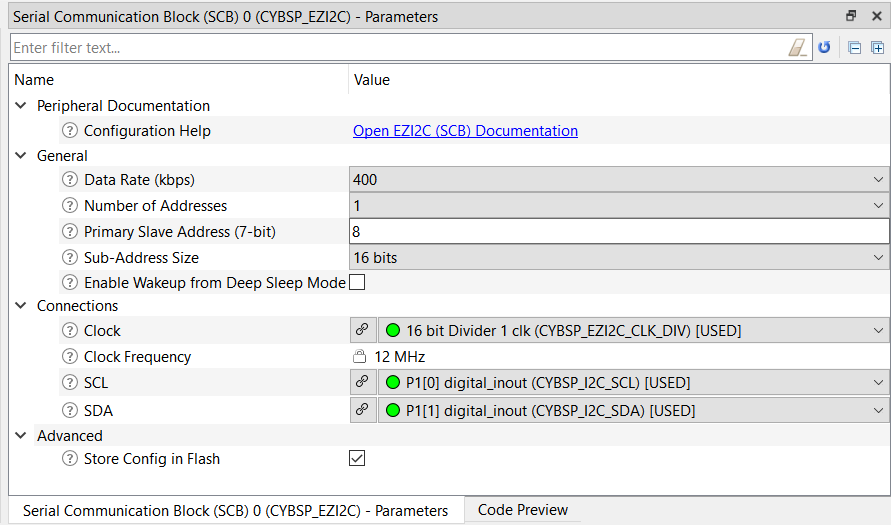 Serial Communication Block (SCB) 0 (CYBSP_EZI2C) - Parameters
Enter filter text...
Name Value
Peripheral Documentation
Configuration Help Open EZI2C (SCB) Documentation
General
Data Rate (kbps) 400
Number of Addresses 1
Primary Slave Address (7-bit) 8
Sub-Address Size 16 bits
Enable Wakeup from Deep Sleep Mode
Connections
Clock 16 bit Divider 1 clk (CYBSP_EZI2C_CLK_DIV) [USED]
Clock Frequency 12 MHz
SCL P1[0] digital_inout (CYBSP_I2C_SCL) [USED]
SDA P1[1] digital_inout (CYBSP_I2C_SDA) [USED]
Advanced
Store Config in Flash
Serial Communication Block (SCB) 0 (CYBSP_EZI2C) - Parameters Code Preview